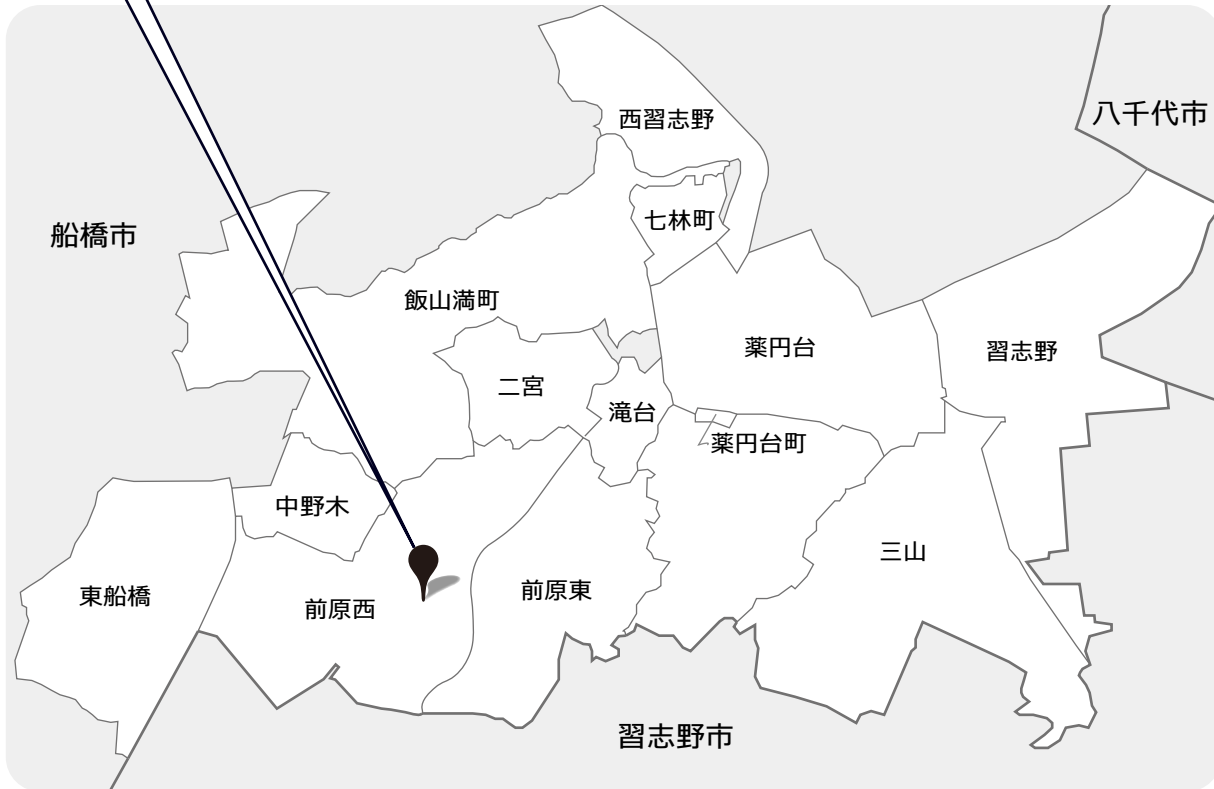 八千代市
西習志野
七林町
船橋市
飯山満町
薬円台
習志野
二宮
滝台
薬円台町
中野木
三山
東船橋
前原西
前原東
習志野市